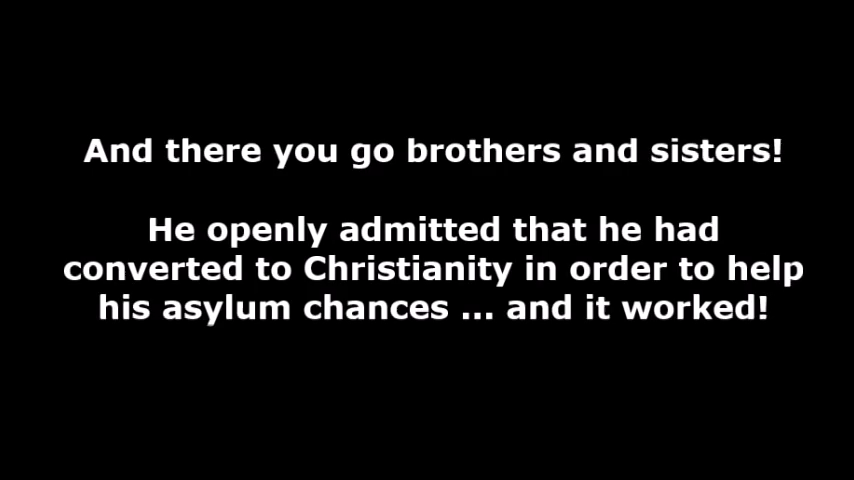 And there you go brothers and sisters!
He openly admitted that he had
converted to Christianity in order to help
his asylum chances ... and it worked!